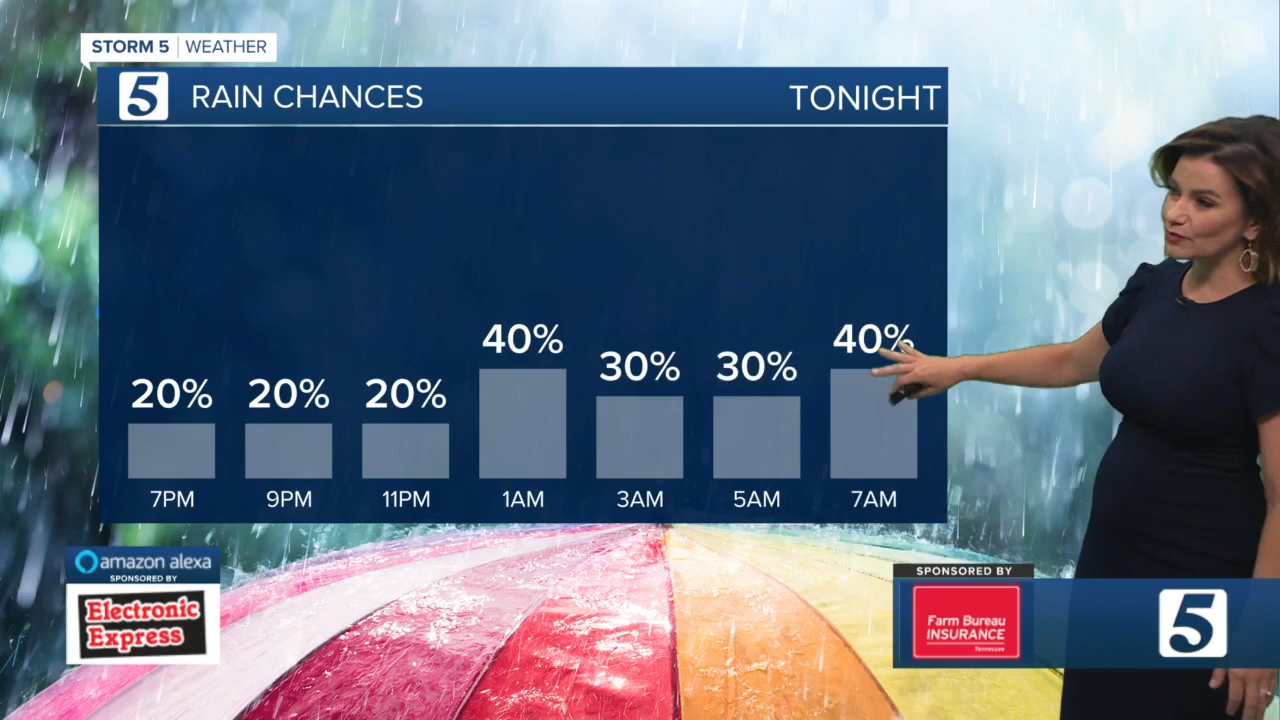 STORM 5 | WEATHER
5 RAIN CHANCES TONIGHT
20% 20% 20% 40% 30% 30% 40%
7PM 9PM 11PM 1AM 3AM 5AM 7AM
amazon alexa
SPONSORED BY
Electronic
Express
SPONSORED BY
Farm Bureau
INSURANCE
Tennessee
5